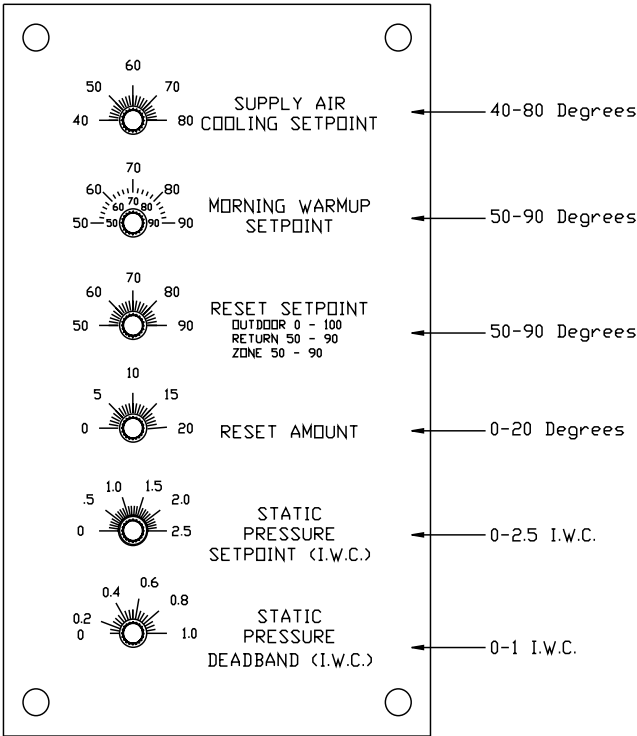 60
50 70
40 80
SUPPLY AIR
COOLING SETPOINT
40-80 Degrees
70
60 80
50 90
70
60 80
50 90
MORNING WARMUP
SETPOINT
50-90 Degrees
70
60 80
50 90
RESET SETPOINT
OUTDOOR 0 - 100
RETURN 50 - 90
ZONE 50 - 90
50-90 Degrees
10
5 15
0 20
RESET AMOUNT
0-20 Degrees
1.0 1.5
.5 2.0
0 2.5
STATIC
PRESSURE
SETPOINT (I.W.C.)
0-2.5 I.W.C.
0.4 0.6
0.2 0.8
0 1.0
STATIC
PRESSURE
DEADBAND (I.W.C.)
0-1 I.W.C.